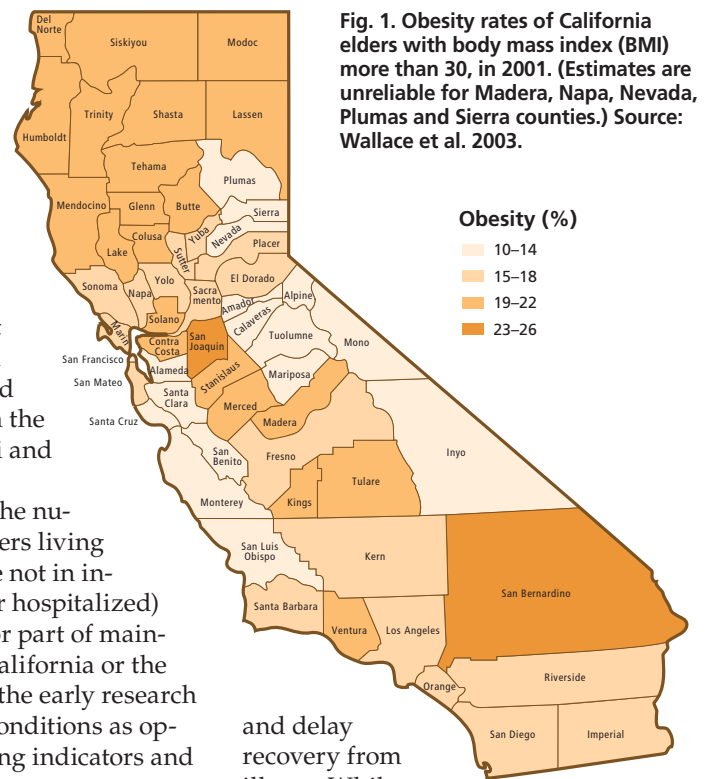 Fig. 1. Obesity rates of California
elders with body mass index (BMI)
more than 30, in 2001. (Estimates are
unreliable for Madera, Napa, Nevada,
Plumas and Sierra counties.) Source:
Wallace et al. 2003.
Obesity (%)
10–14
15–18
19–22
23–26
Del
Norte
Siskiyou
Modoc
Humboldt
Trinity
Shasta
Lassen
Tehama
Plumas
Mendocino
Glenn
Butte
Sierra
Lake
Colusa
Sutter
Yuba
Nevada
Placer
Sonoma
Napa
Yolo
Sacra
mento
El Dorado
Amador
Alpine
Solano
Calaveras
Marin
Contra
Costa
San
Joaquin
Tuolumne
Mono
San Francisco
Alameda
Stanislaus
Mariposa
San Mateo
Santa
Clara
Merced
Madera
Santa Cruz
San
Benito
Fresno
Inyo
Monterey
Kings
Tulare
San Luis
Obispo
Kern
San Bernardino
Santa Barbara
Ventura
Los Angeles
Orange
Riverside
San Diego
Imperial
d
n the
i and
he nu-
ers living
e not in in-
r hospitalized)
or part of main-
alifornia or the
the early research
onditions as op-
ng indicators and
and delay
recovery from